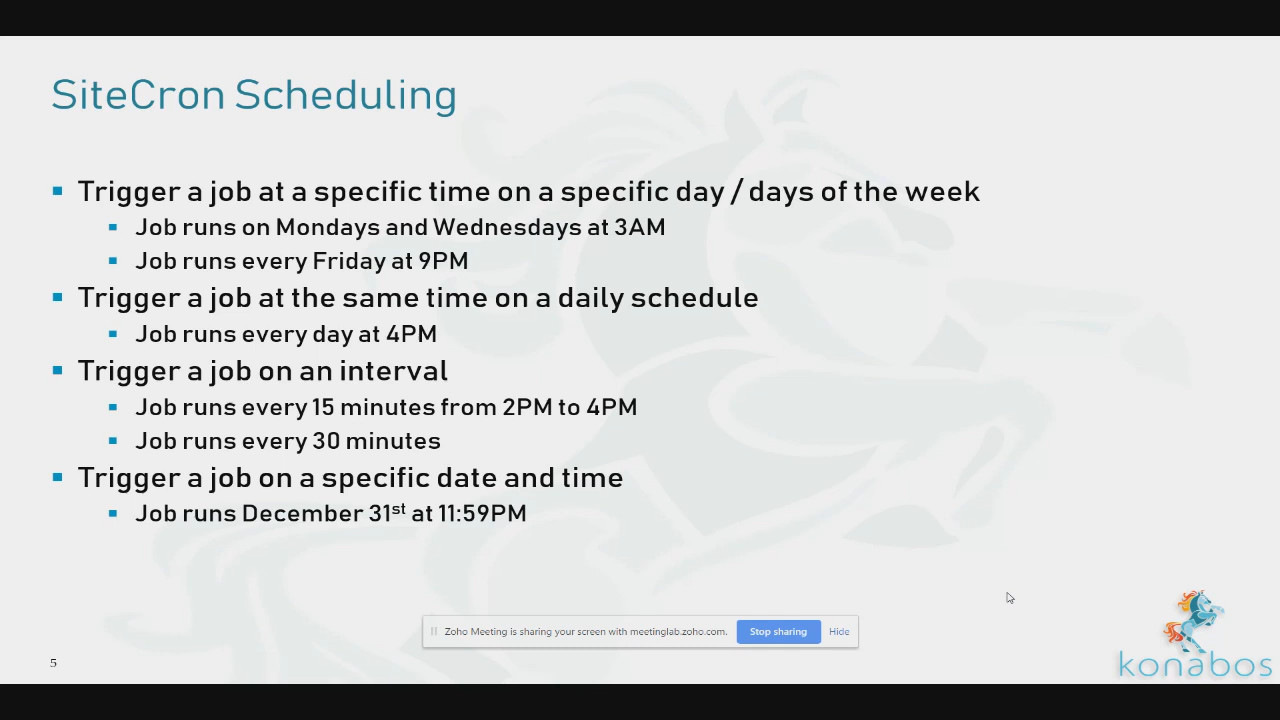 SiteCron Scheduling
Trigger a job at a specific time on a specific day / days of the week
Job runs on Mondays and Wednesdays at 3AM
Job runs every Friday at 9PM
Trigger a job at the same time on a daily schedule
Job runs every day at 4PM
Trigger a job on an interval
Job runs every 15 minutes from 2PM to 4PM
Job runs every 30 minutes
Trigger a job on a specific date and time
Job runs December 31st at 11:59PM
Zoho Meeting is sharing your screen with meetinglab.zoho.com. Stop sharing Hide
5
konabos